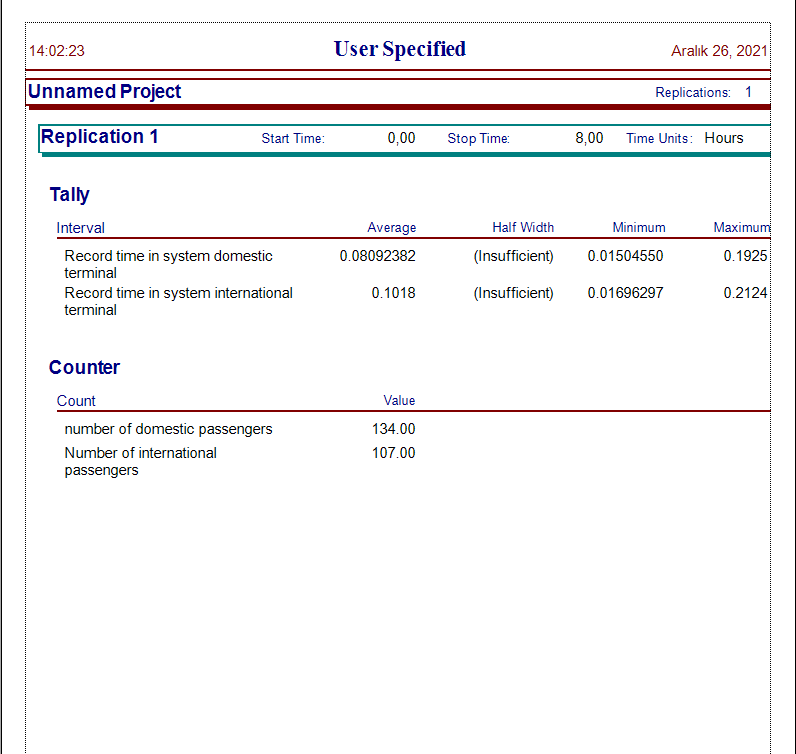 14:02:23 User Specified Aralık 26, 2021
Unnamed Project Replications: 1
Replication 1 Start Time: 0,00 Stop Time: 8,00 Time Units: Hours
Tally
Interval Average Half Width Minimum Maximum
Record time in system domestic 0.08092382 (Insufficient) 0.01504550 0.1925
terminal
Record time in system international 0.1018 (Insufficient) 0.01696297 0.2124
terminal
Counter
Count Value
number of domestic passengers 134.00
Number of international 107.00
passengers